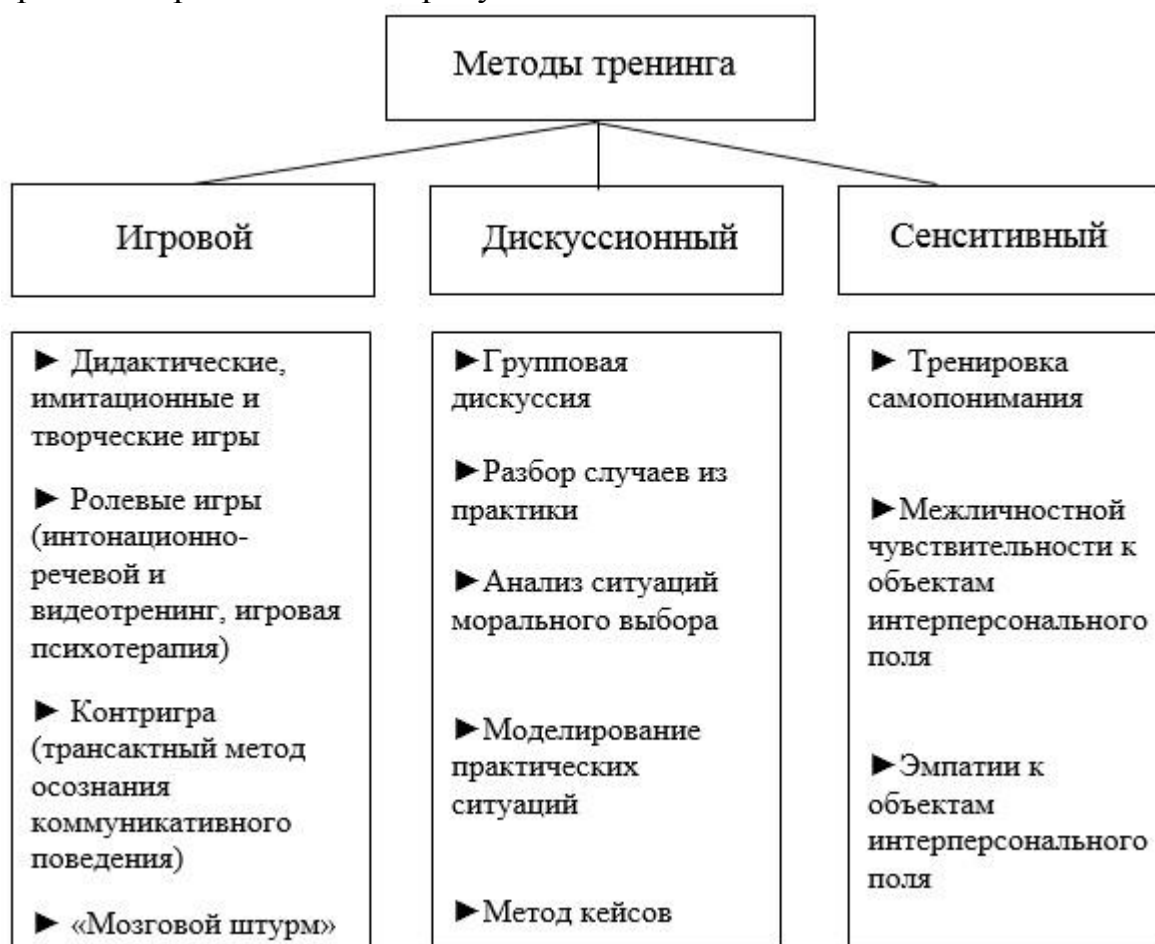 Методы тренинга
Игровой
Дискуссионный
Сенситивный
► Дидактические,
имитационные и
творческие игры
► Ролевые игры
(интонационно-
речевой и
видеотренинг, игровая
психотерапия)
► Контригра
(трансактный метод
осознания
коммуникативного
поведения)
► «Мозговой штурм»
►Групповая
дискуссия
►Разбор случаев из
практики
►Анализ ситуаций
морального выбора
►Моделирование
практических
ситуаций
►Метод кейсов
► Тренировка
самопонимания
►Межличностной
чувствительности к
объектам
интерперсонального
поля
►Эмпатии к
объектам
интерперсонального
поля